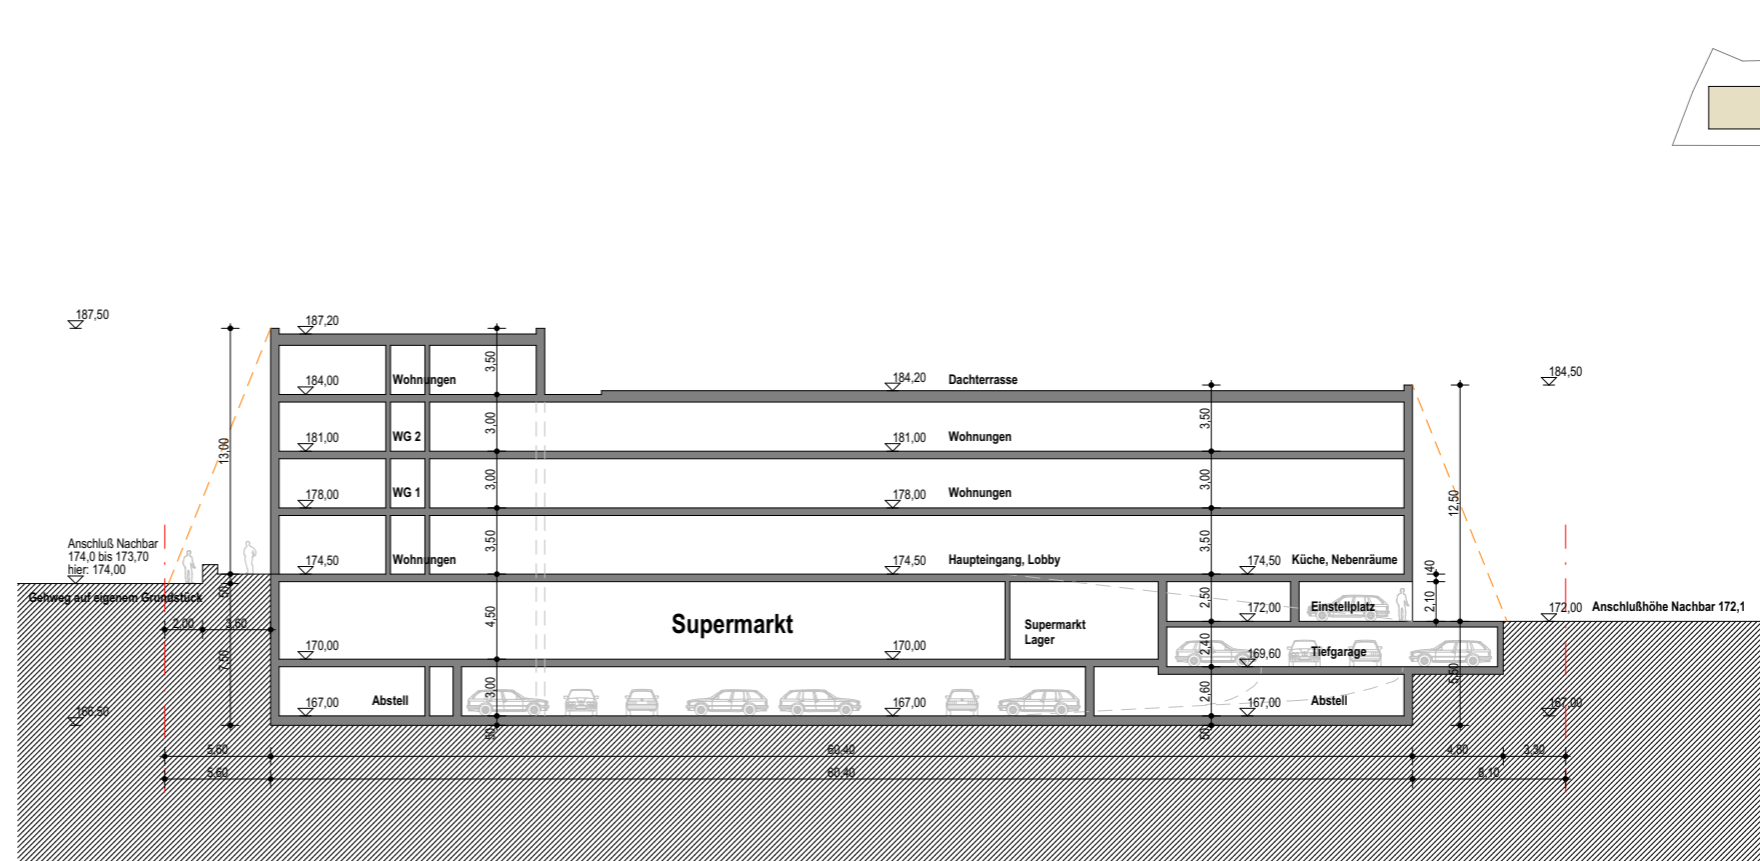 187,50
187,20
3,50
184,00
Wohnungen
184,20
Dachterrasse
184,50
13,00
181,00
WG 2
3,00
181,00
Wohnungen
3,50
178,00
WG 1
3,00
178,00
Wohnungen
3,00
12,50
Anschluß Nachbar
174,0 bis 173,70
hier: 174,00
174,50
Wohnungen
3,50
174,50
Haupteingang, Lobby
3,50
174,50
Küche, Nebenräume
40
Gehweg auf eigenem Grundstück
50
2,00
3,60
4,50
Supermarkt
Supermarkt
Lager
2,50
172,00
Einstellplatz
2,10
172,00
Anschlußhöhe Nachbar 172,1
7,50
170,00
170,00
2,40
169,60
Tiefgarage
5,50
166,50
167,00
Abstell
3,00
167,00
2,60
167,00
Abstell
167,00
50
50
5,60
60,40
4,80
3,30
5,60
60,40
8,10